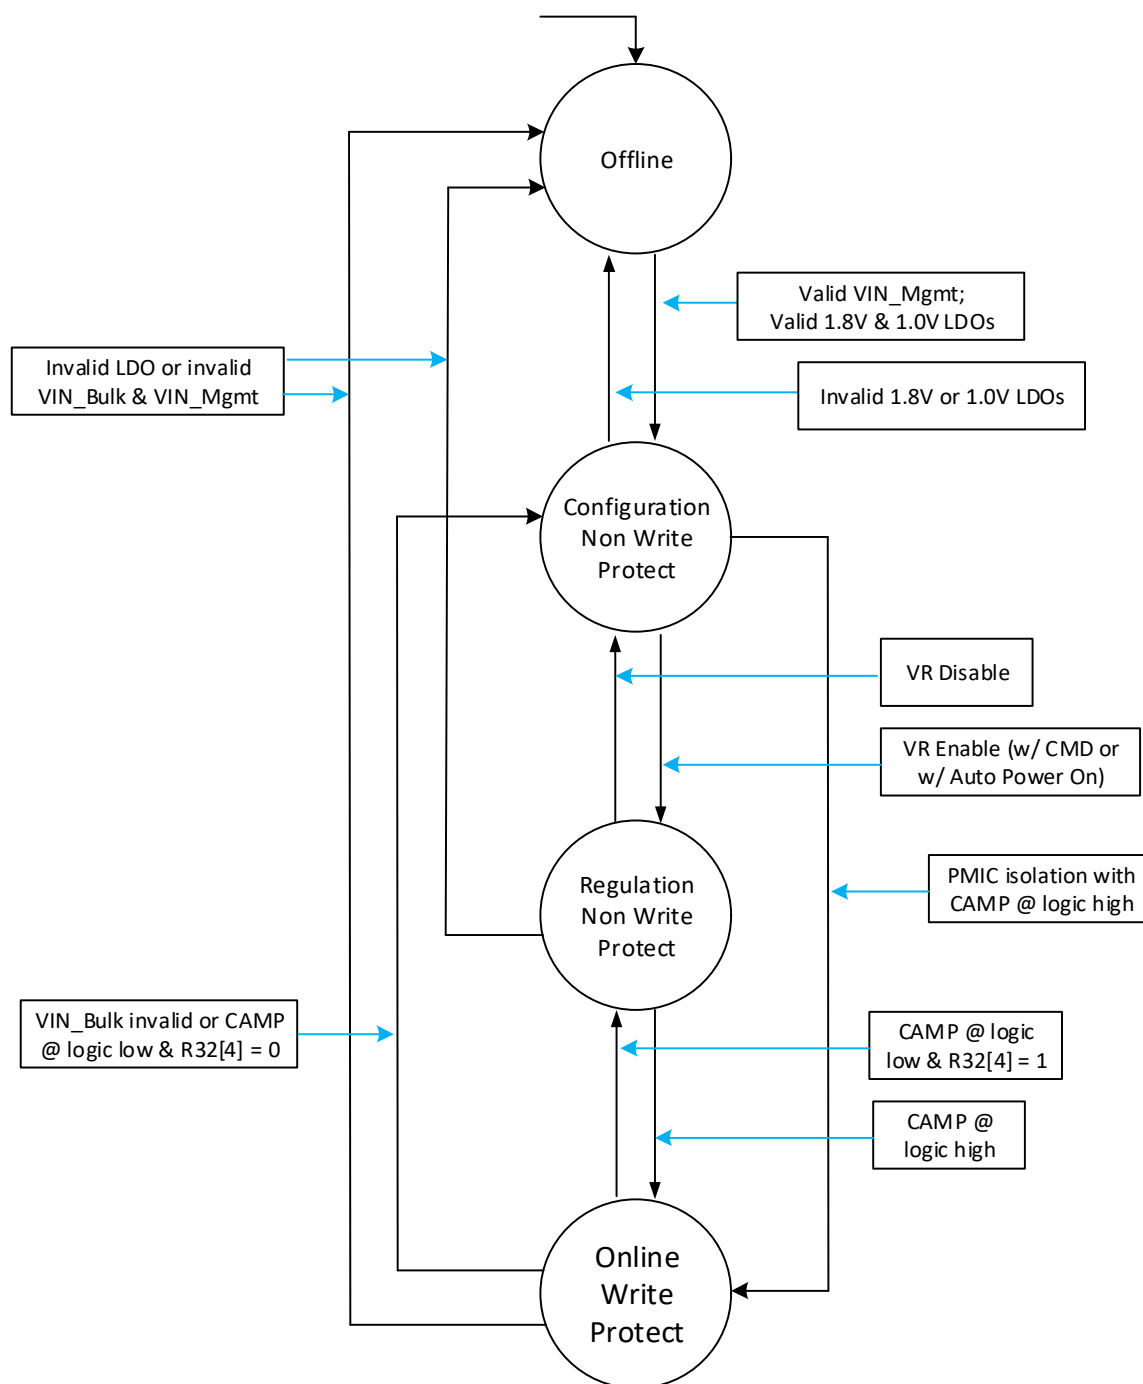 Offline
Valid VIN_Mgmt;
Valid 1.8V & 1.0V LDOs
Invalid LDO or invalid
VIN_Bulk & VIN_Mgmt
Invalid 1.8V or 1.0V LDOs
Configuration
Non Write
Protect
VR Disable
VR Enable (w/ CMD or
w/ Auto Power On)
Regulation
Non Write
Protect
PMIC isolation with
CAMP @ logic high
VIN_Bulk invalid or CAMP
@ logic low & R32[4] = 0
CAMP @ logic
low & R32[4] = 1
CAMP @
logic high
Online
Write
Protect